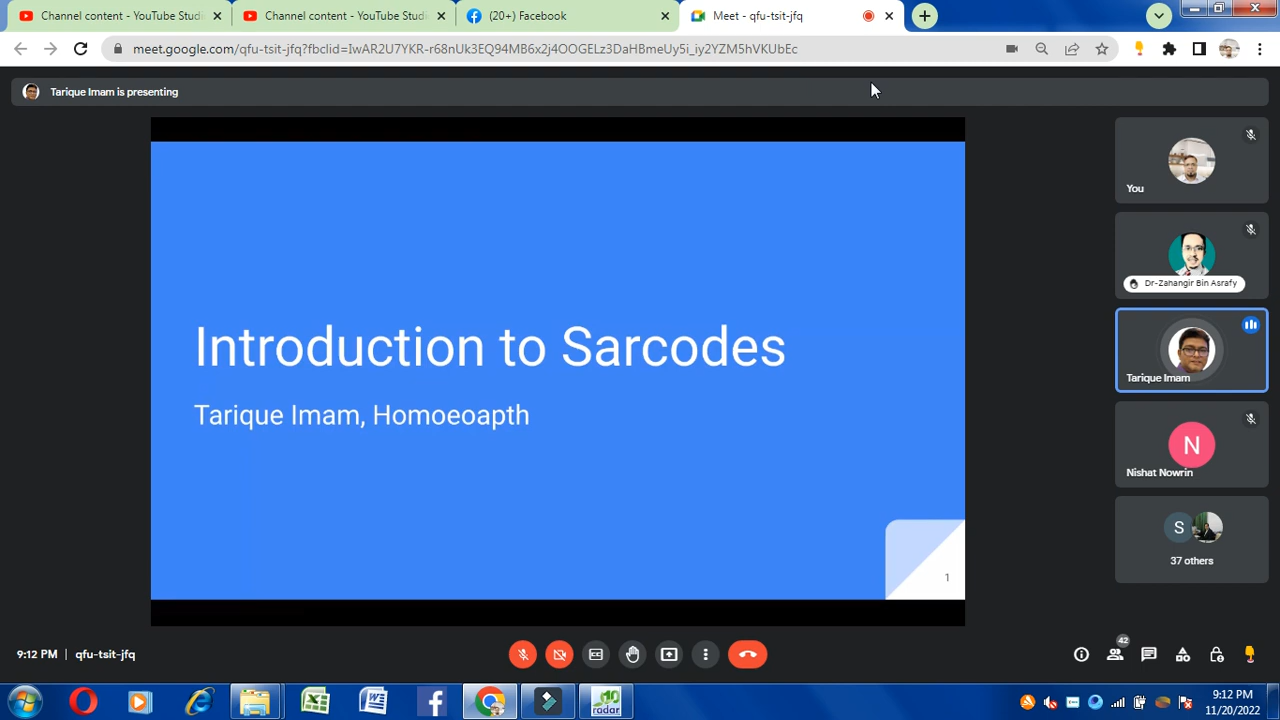 Channel content - YouTube Studi
Channel content - YouTube Studi
(20+) Facebook
Meet - qfu-tsit-jfq
meet.google.com/qfu-tsit-jfq?fbclid=IwAR2U7YKR-r68nUk3EQ94MB6x2j4OOGELz3DaHBmeUy5i_iy2YZM5hVKUbEc
Tarique Imam is presenting
Introduction to Sarcodes
Tarique Imam, Homoeoapth
1
You
Dr-Zahangir Bin Asrafy
Tarique Imam
N
Nishat Nowrin
S
37 others
9:12 PM | qfu-tsit-jfq
42
10
radar
9:12 PM
11/20/2022